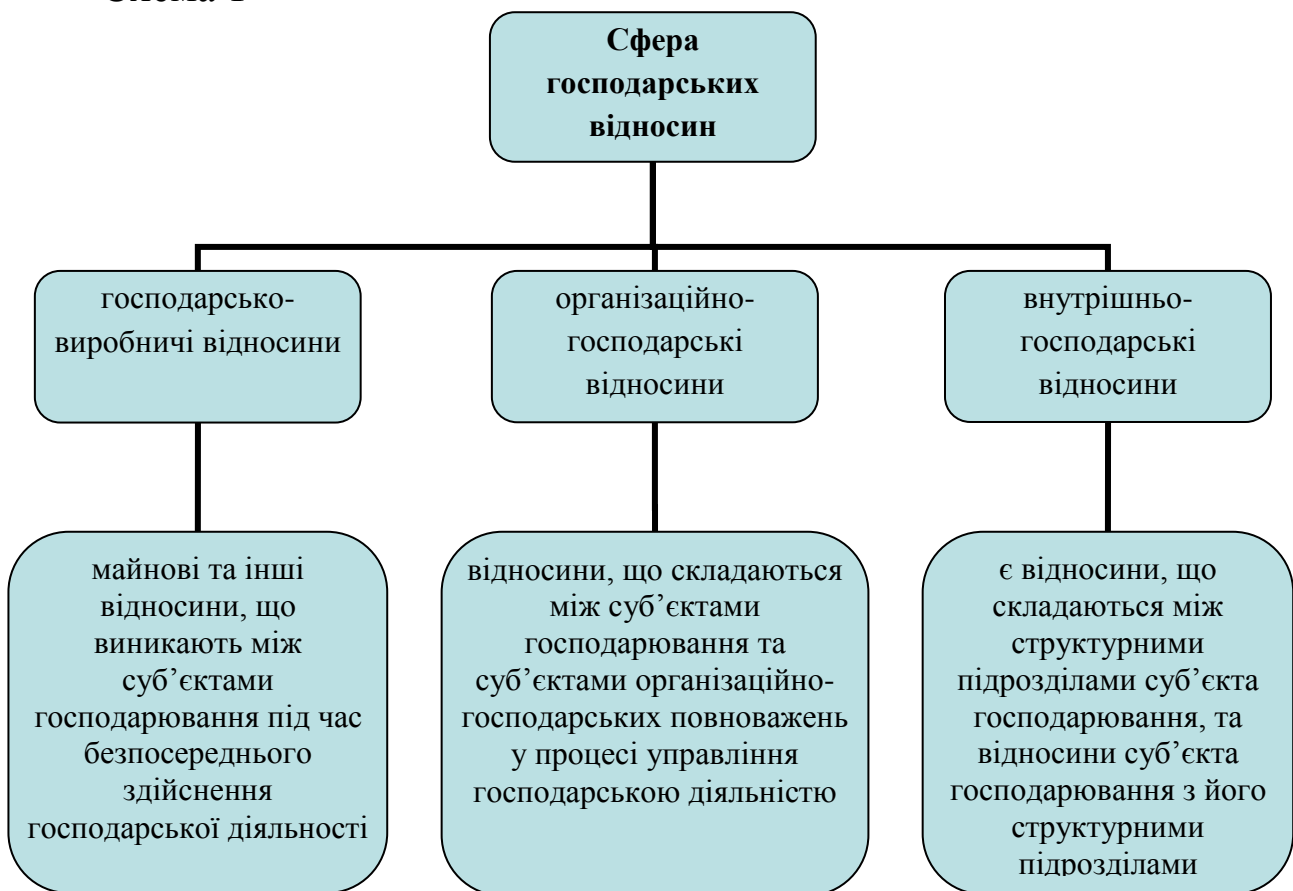 Сфера
господарських
відносин
господарсько-
виробничі відносини
організаційно-
господарські
відносини
внутрішньо-
господарські
відносини
майнові та інші
відносини, що
виникають між
суб’єктами
господарювання під час
безпосереднього
здійснення
господарської діяльності
відносини, що складаються
між суб’єктами
господарювання та
суб’єктами організаційно-
господарських повноважень
у процесі управління
господарською діяльністю
є відносини, що
складаються між
структурними
підрозділами суб’єкта
господарювання, та
відносини суб’єкта
господарювання з його
структурними
підрозділами